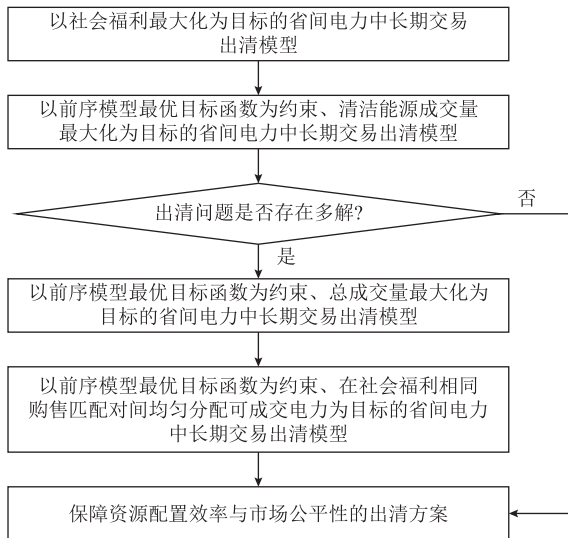 以社会福利最大化为目标的省间电力中长期交易
出清模型
以前序模型最优目标函数为约束、清洁能源成交量
最大化为目标的省间电力中长期交易出清模型
出清问题是否存在多解?
否
是
以前序模型最优目标函数为约束、总成交量最大化为
目标的省间电力中长期交易出清模型
以前序模型最优目标函数为约束、在社会福利相同
购售匹配对间均匀分配可成交电力为目标的省间电力
中长期交易出清模型
保障资源配置效率与市场公平性的出清方案